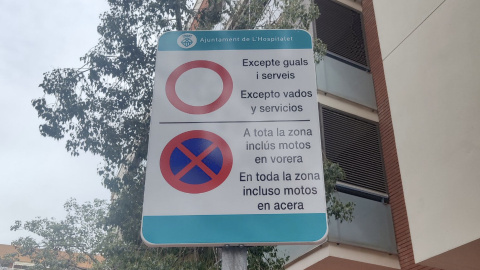 Ajuntament de L'Hospitalet
Excepte guals
i serveis
Excepto vados
y servicios
A tota la zona
inclús motos
en vorera
En toda la zona
incluso motos
en acera